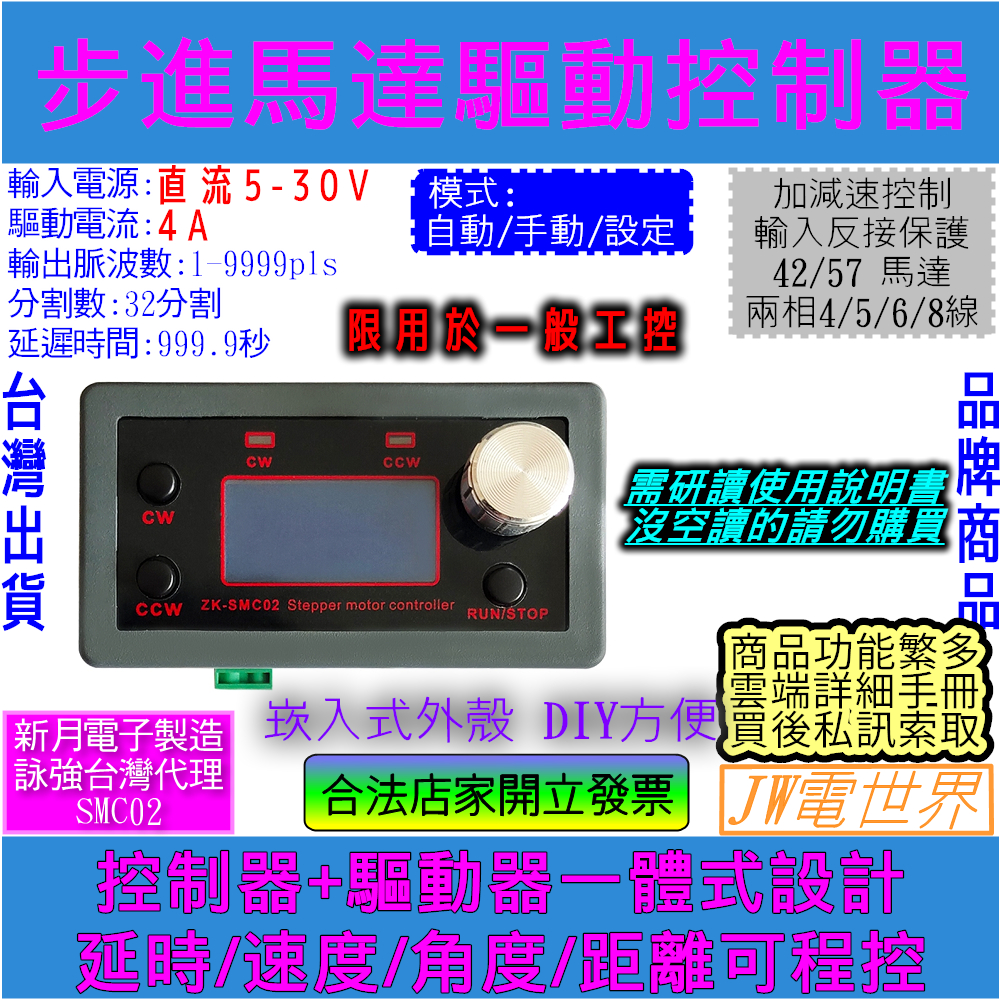 步進馬達驅動控制器
輸入電源:直流5-30V
驅動電流:4A
輸出脈波數:1-9999pls
分割數:32分割
延遲時間:999.9秒
模式:
自動/手動/設定
加減速控制
輸入反接保護
42/57 馬達
兩相4/5/6/8線
限用於一般工控
台灣出貨
品牌商品
CW
CCW
CW
CCW
ZK-SMC02 Stepper motor controller
RUN/STOP
需研讀使用說明書
沒空讀的請勿購買
商品功能繁多
雲端詳細手冊
買後私訊索取
崁入式外殼 DIY方便
新月電子製造
詠強台灣代理
SMC02
合法店家開立發票
JW電世界
控制器+驅動器一體式設計
延時/速度/角度/距離可程控